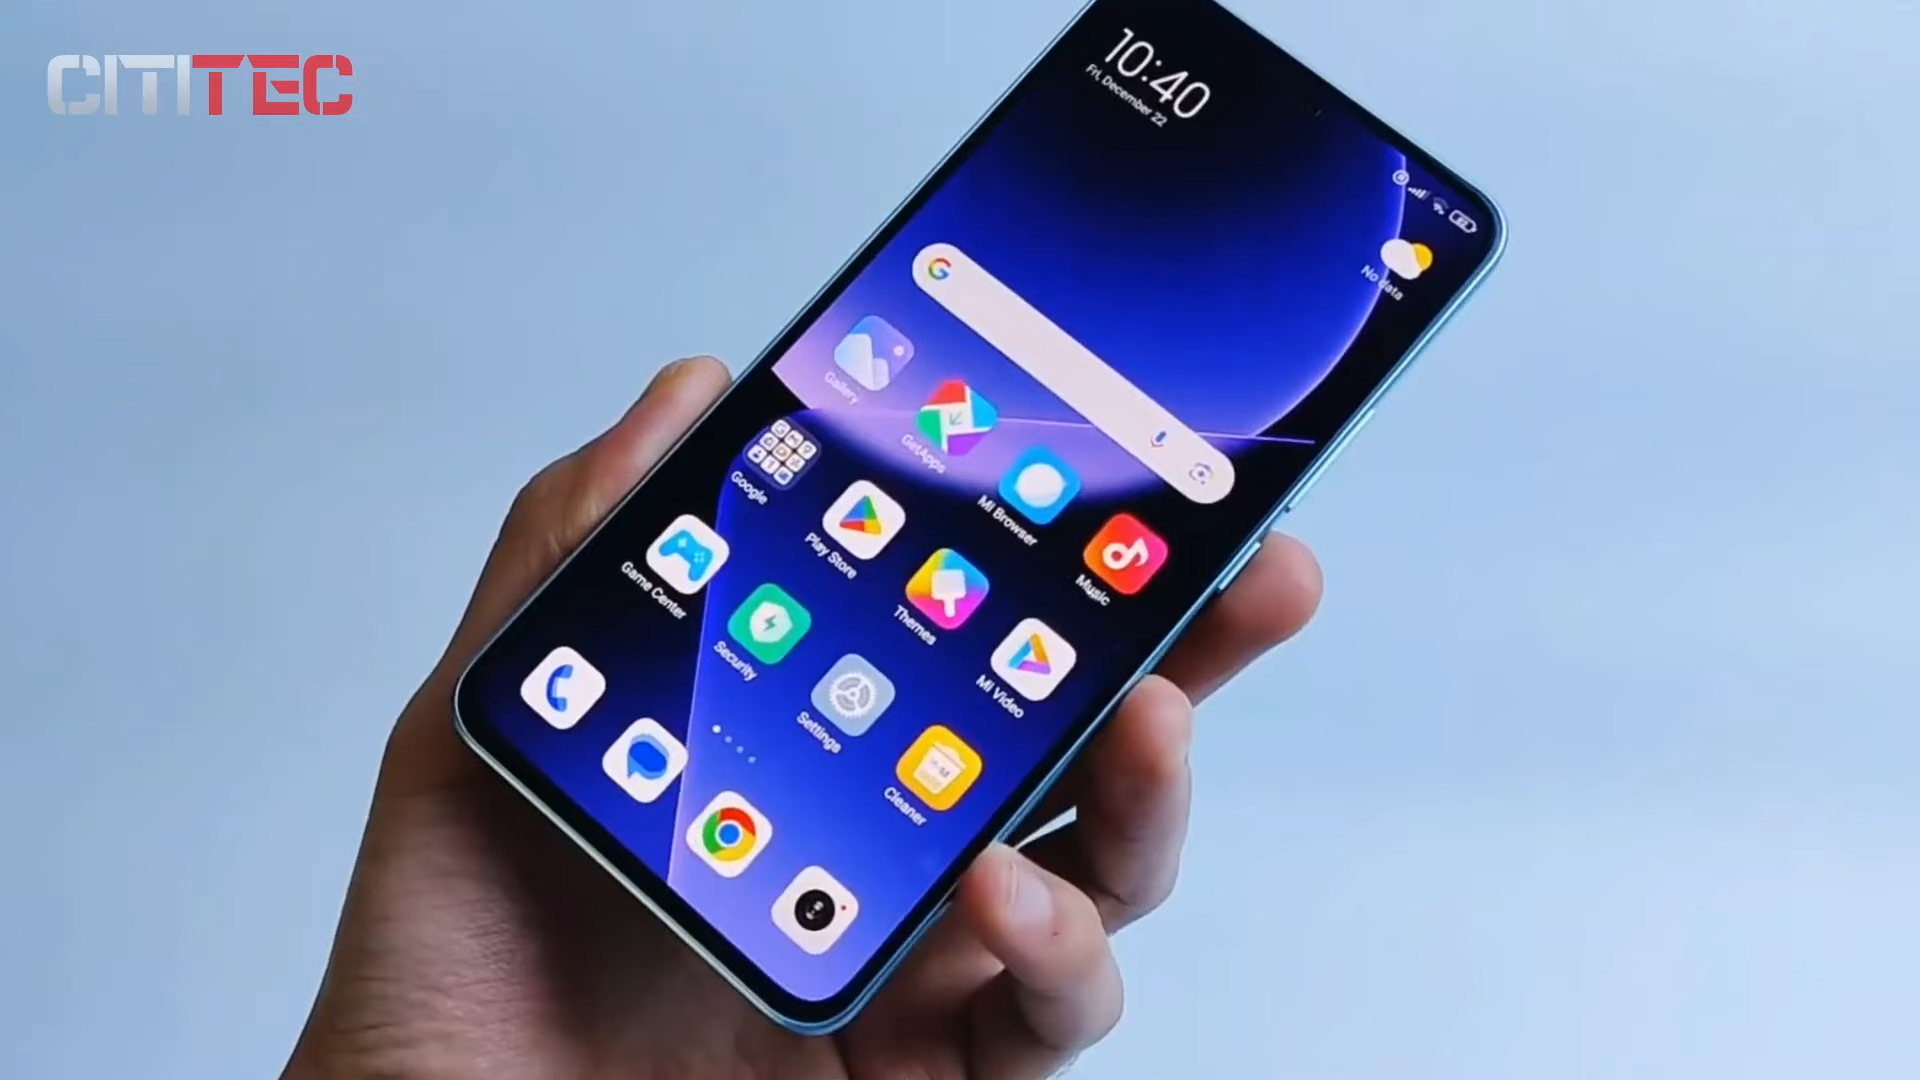 CITITEC
10:40
Fri, December 22
No data
Gallery
GetApps
Mi Browser
Music
Google
Play Store
Themes
Mi Video
Game Center
Security
Settings
Cleaner